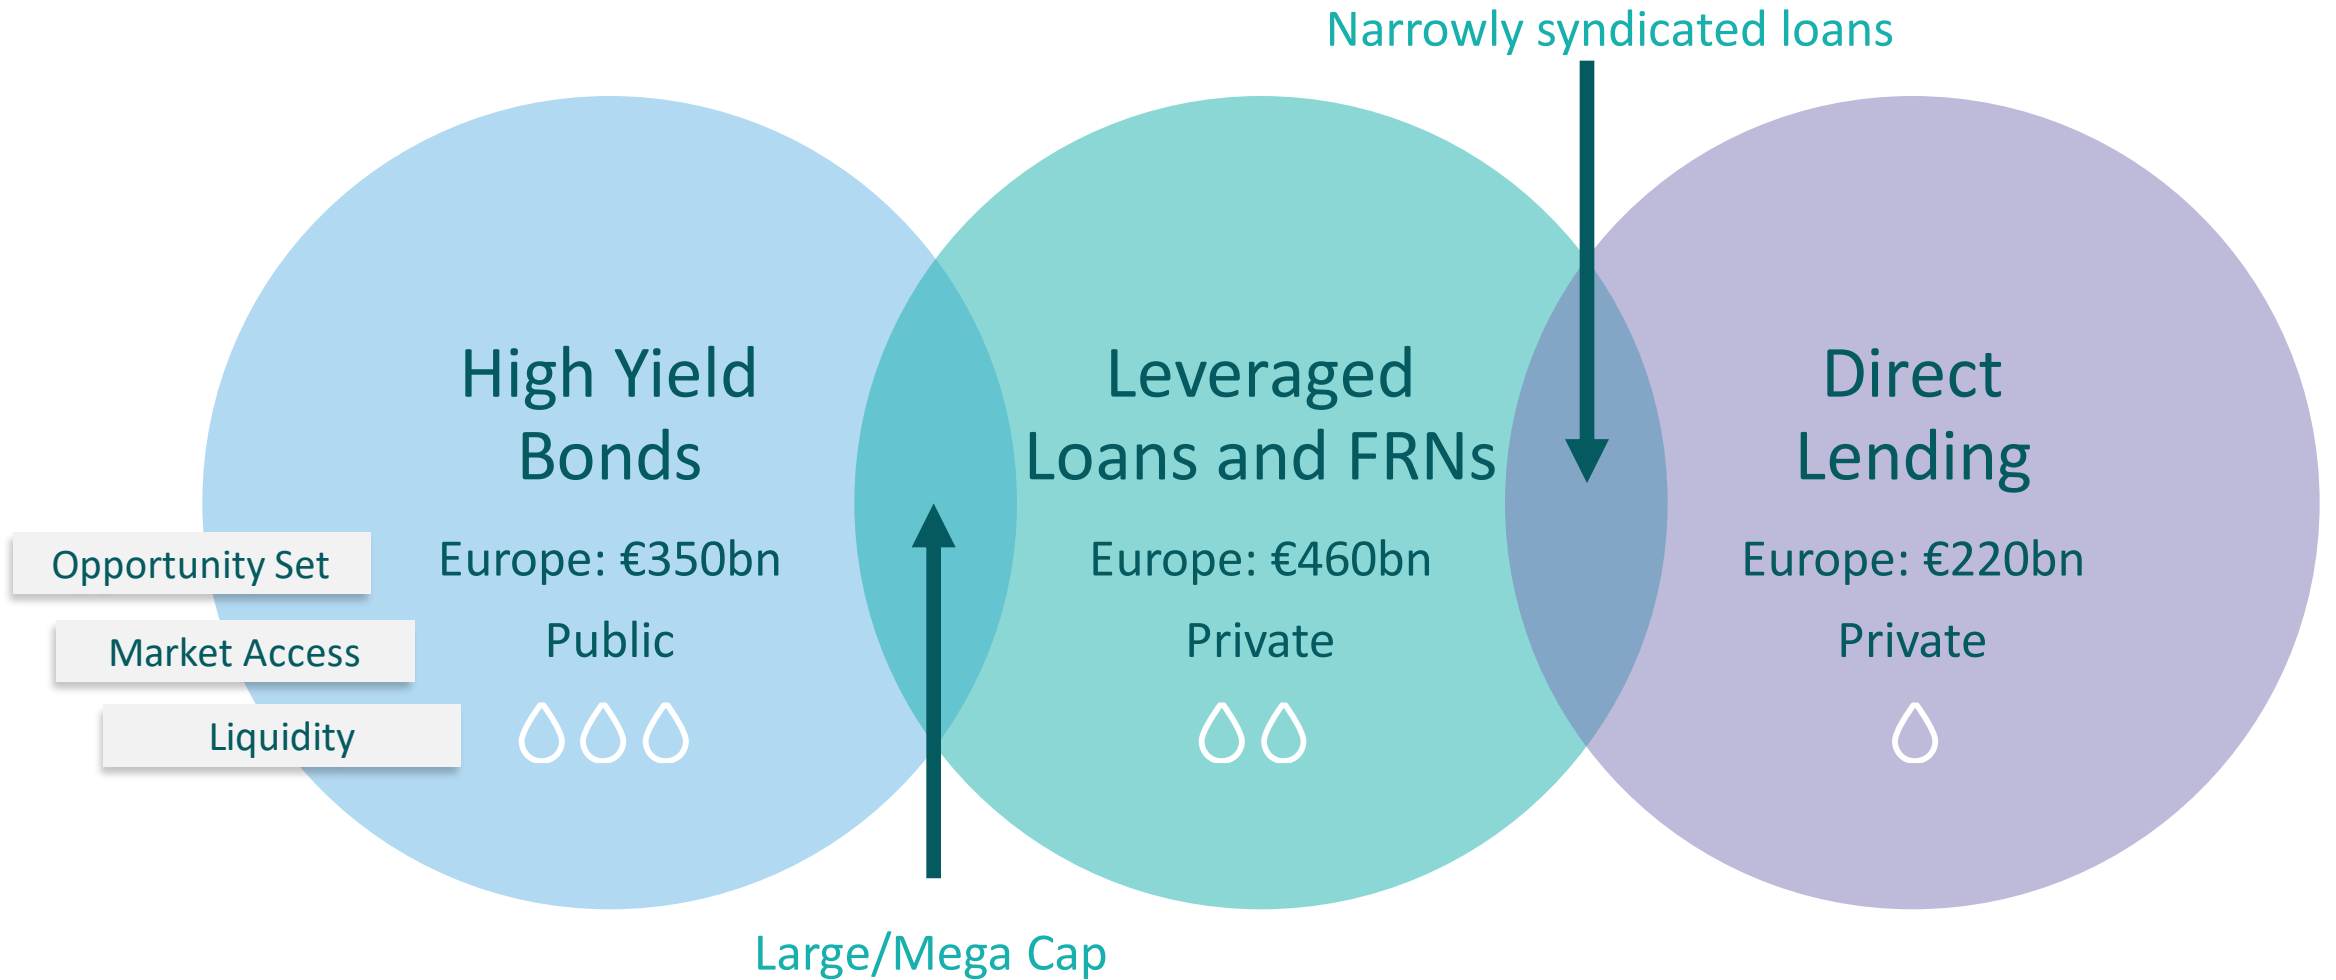 Narrowly syndicated loans
High Yield
Bonds
Leveraged
Loans and FRNs
Direct
Lending
Opportunity Set
Europe: €350bn
Europe: €460bn
Europe: €220bn
Market Access
Public
Private
Private
Liquidity
Large/Mega Cap